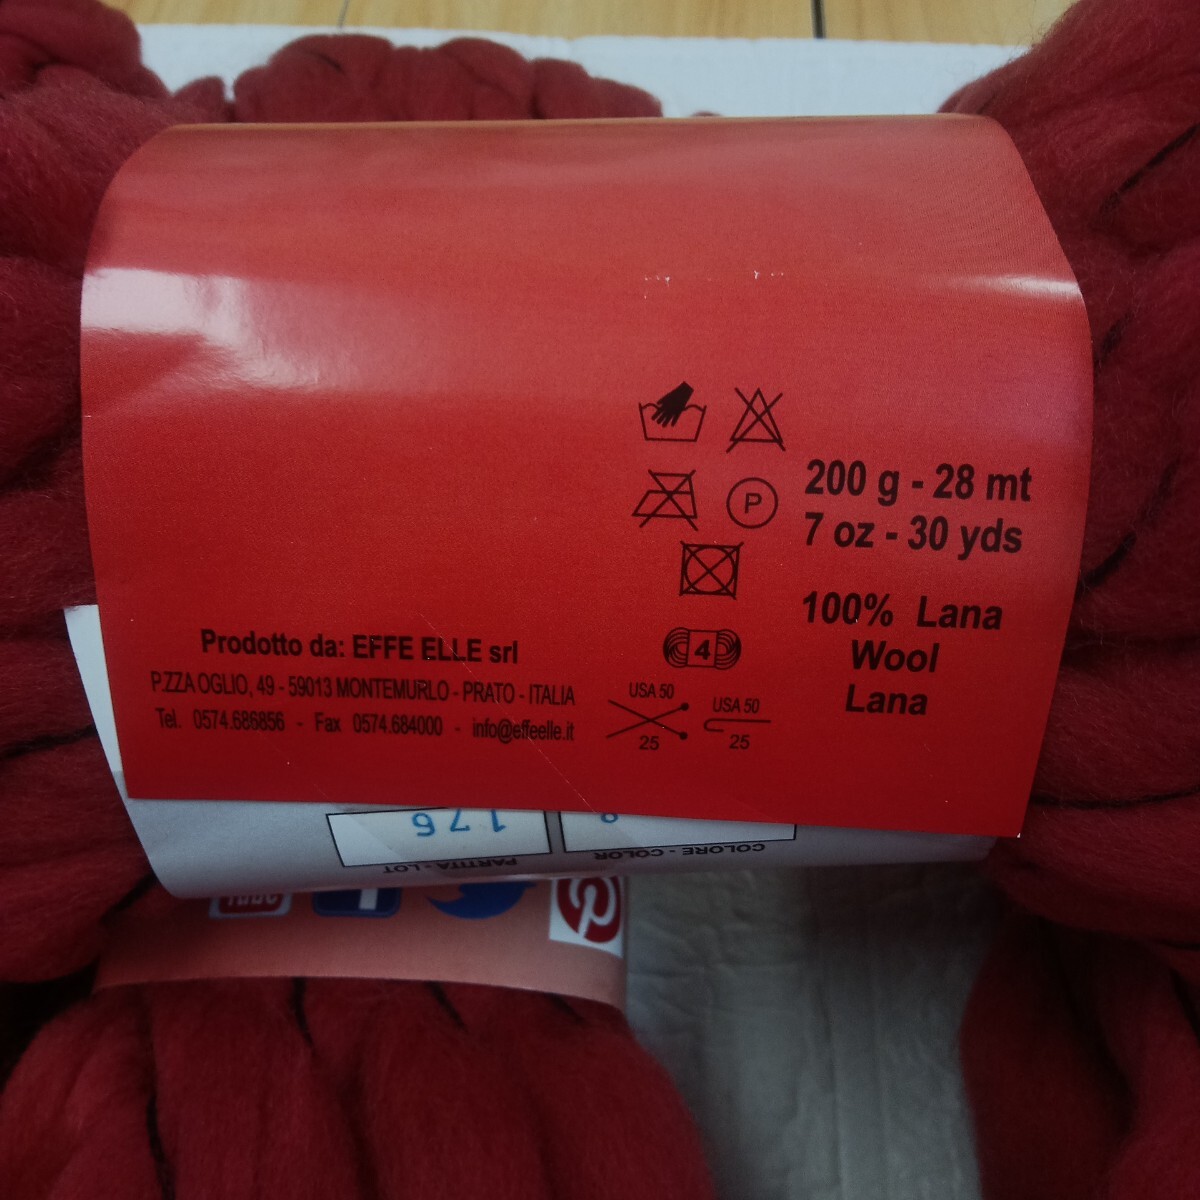 P
200 g - 28 mt
7 oz - 30 yds
100% Lana
Wool
Lana
4
USA 50
25
USA 50
25
Prodotto da: EFFE ELLE srl
P.ZZA OGLIO, 49 - 59013 MONTEMURLO - PRATO - ITALIA
Tel. 0574.686856 - Fax 0574.684000 - info@effeelle.it
COLORE - COLOR
PARTITA - LOT
176